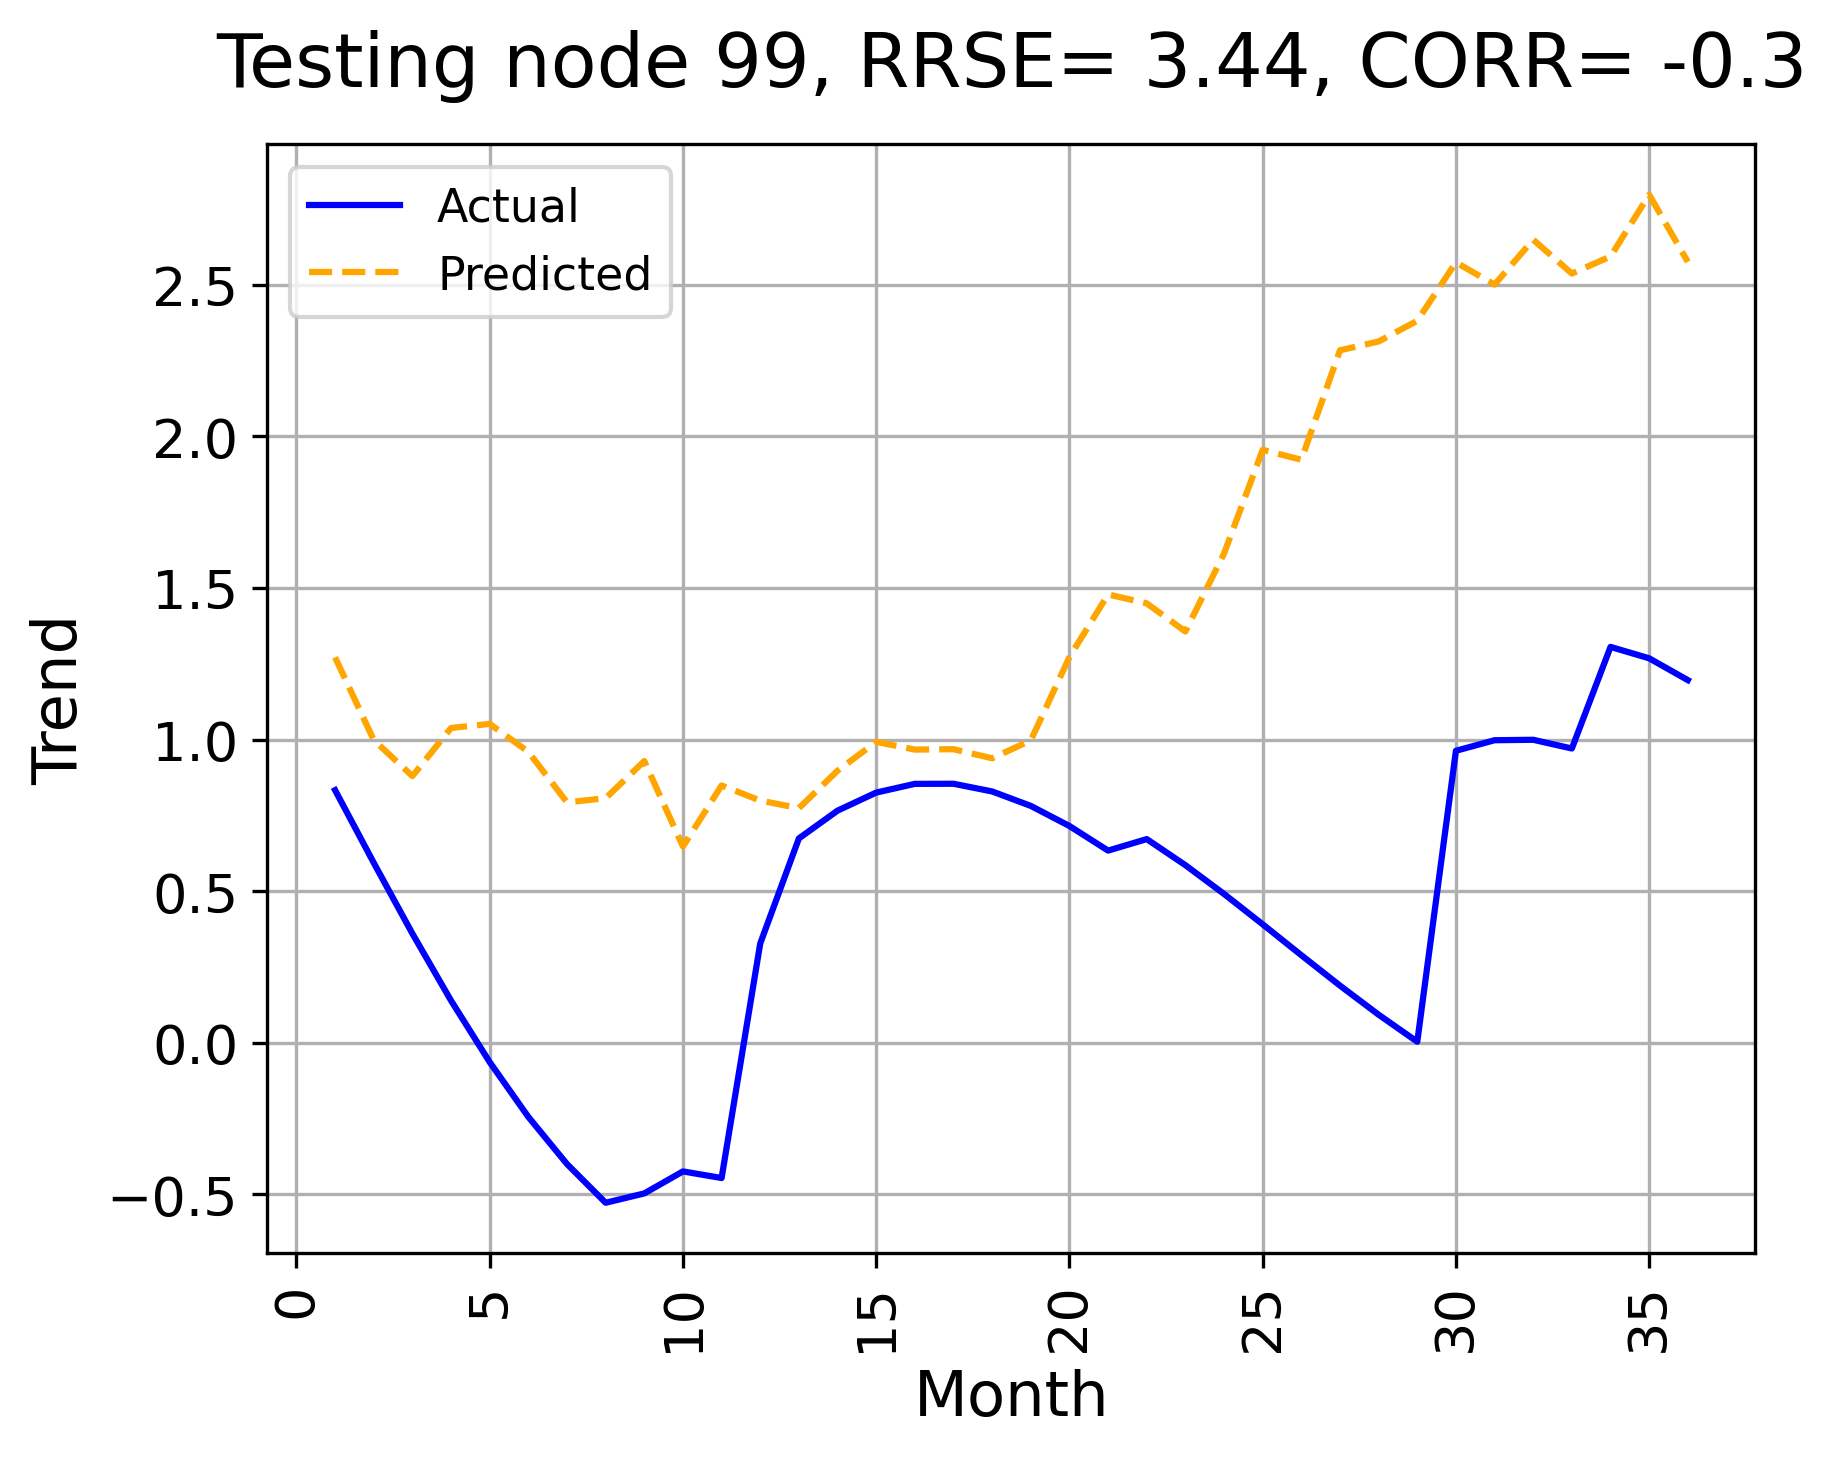 Testing node 99, RRSE= 3.44, CORR= -0.3
Actual
Predicted
Trend
2.5
2.0
1.5
1.0
0.5
0.0
−0.5
0 5 10 15 20 25 30 35
Month